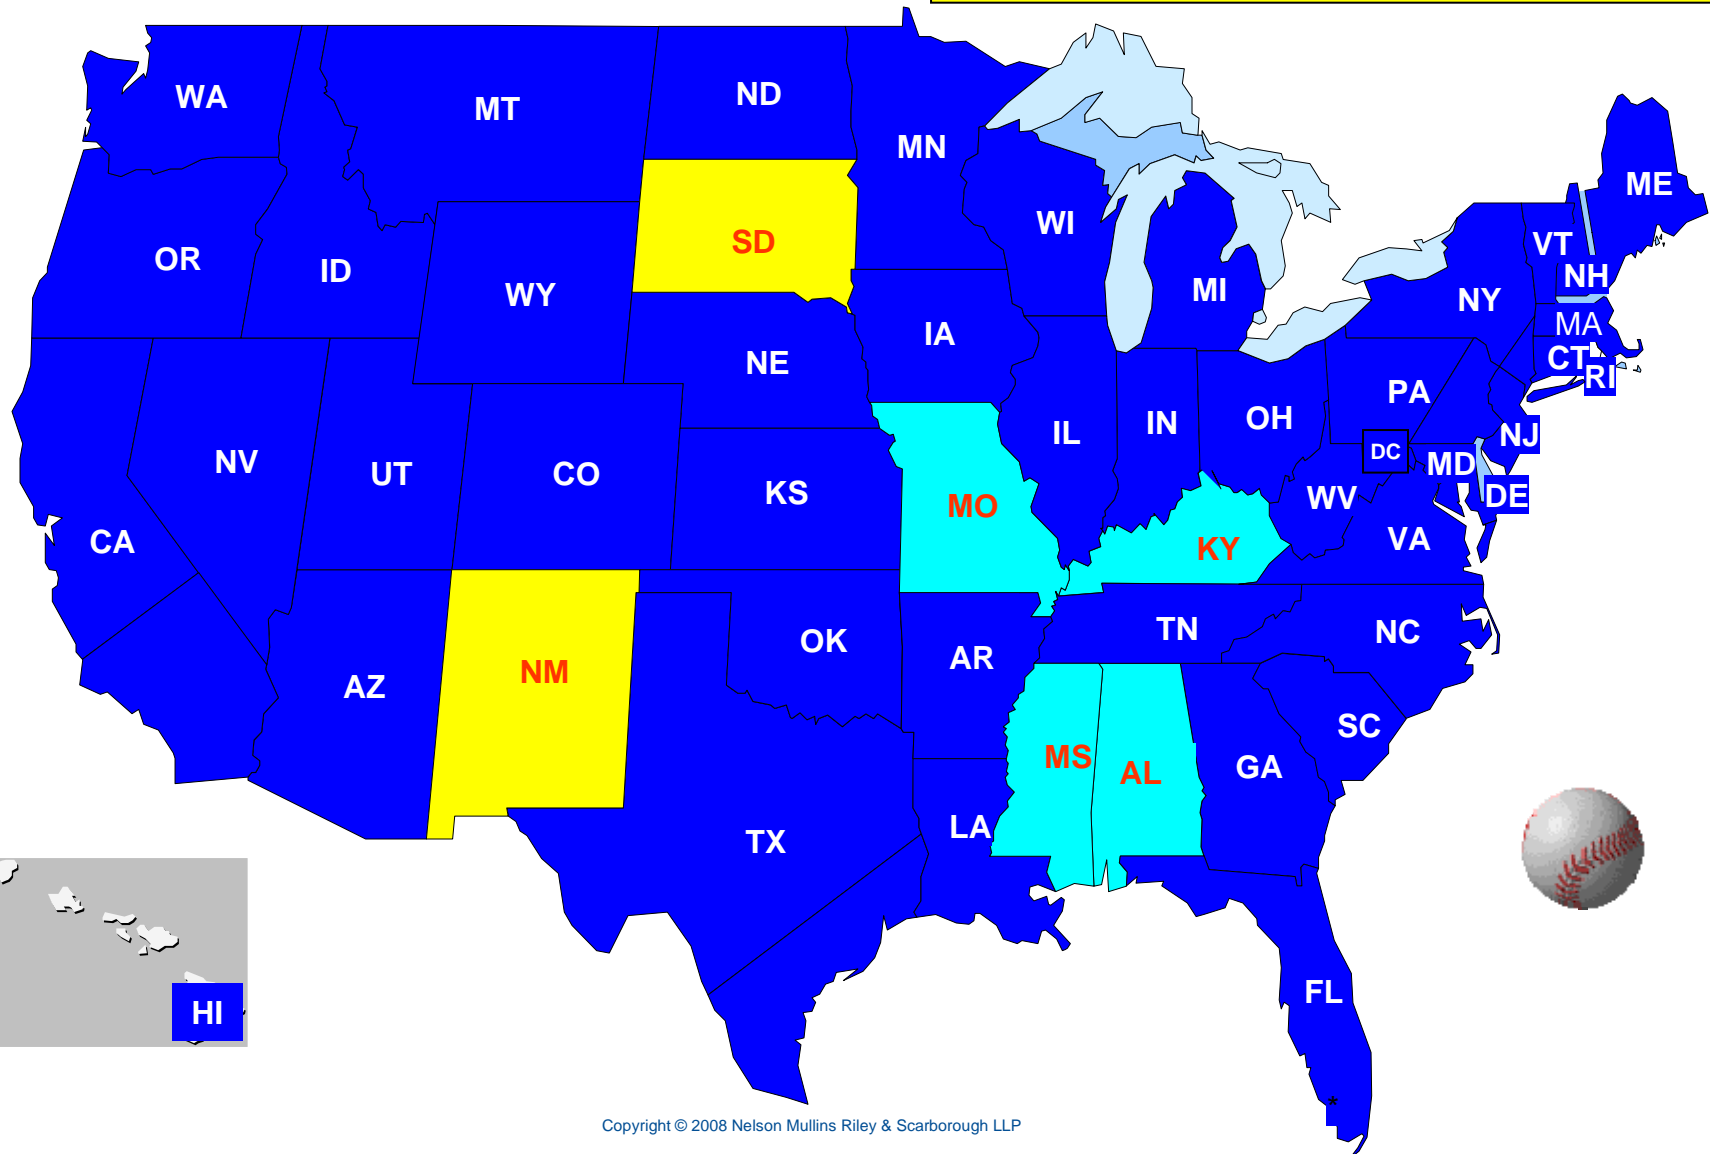 WA
MT
ND
MN
ME
SD
WI
VT
OR
ID
NH
WY
MI
NY
MA
IA
CT
NE
RI
PA
IN
OH
IL
NJ
NV
DC
UT
CO
MD
KS
WV
DE
MO
CA
VA
KY
TN
NC
OK
AR
NM
AZ
SC
MS
GA
AL
LA
TX
FL
HI
*
Copyright © 2008 Nelson Mullins Riley & Scarborough LLP